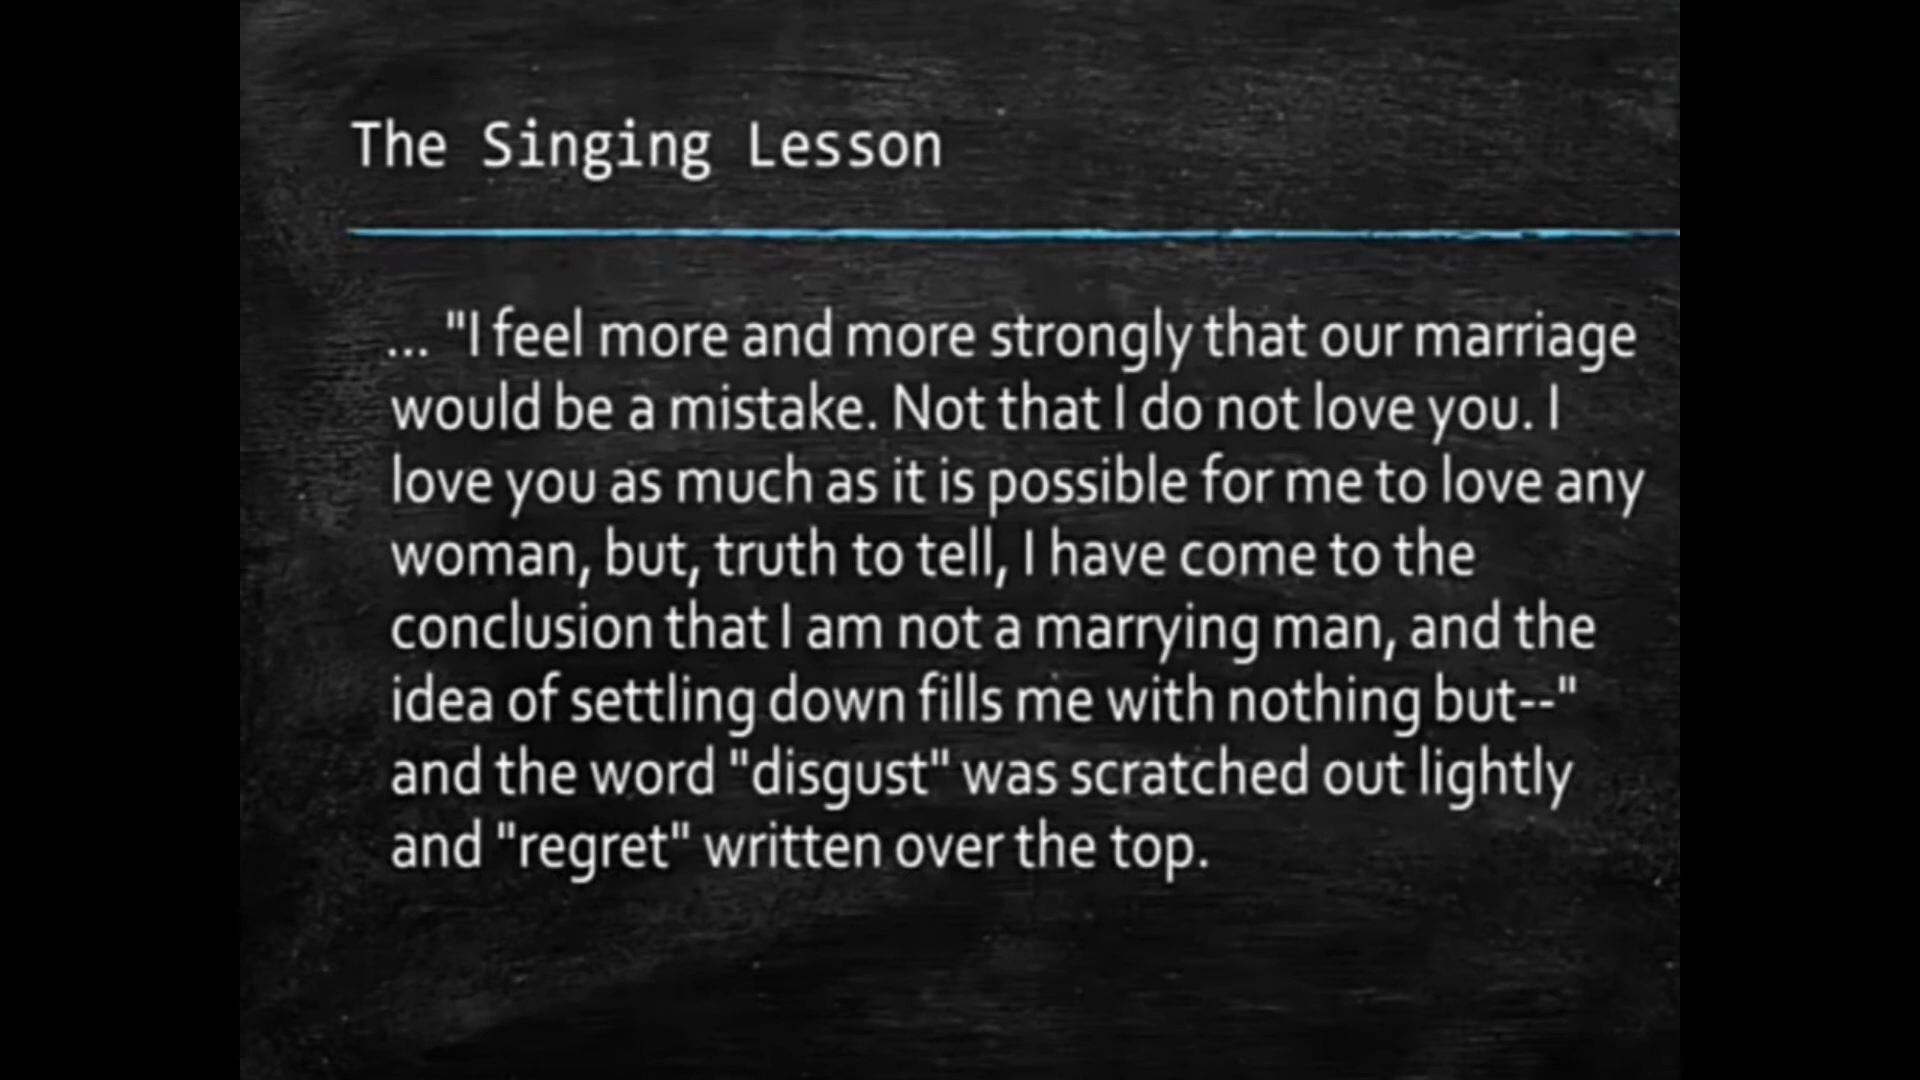 The Singing Lesson
... "I feel more and more strongly that our marriage
would be a mistake. Not that I do not love you. I
love you as much as it is possible for me to love any
woman, but, truth to tell, I have come to the
conclusion that I am not a marrying man, and the
idea of settling down fills me with nothing but--"
and the word "disgust" was scratched out lightly
and "regret" written over the top.